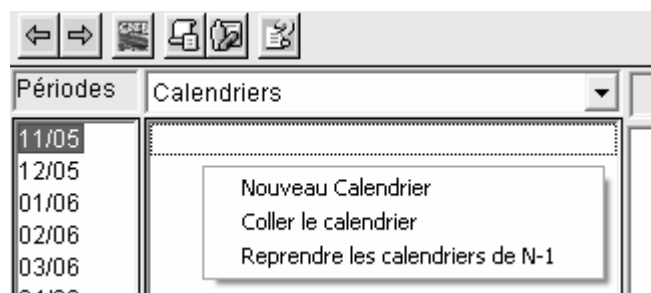 Périodes
Calendriers
11/05
12/05
01/06
02/06
03/06
Nouveau Calendrier
Coller le calendrier
Reprendre les calendriers de N-1